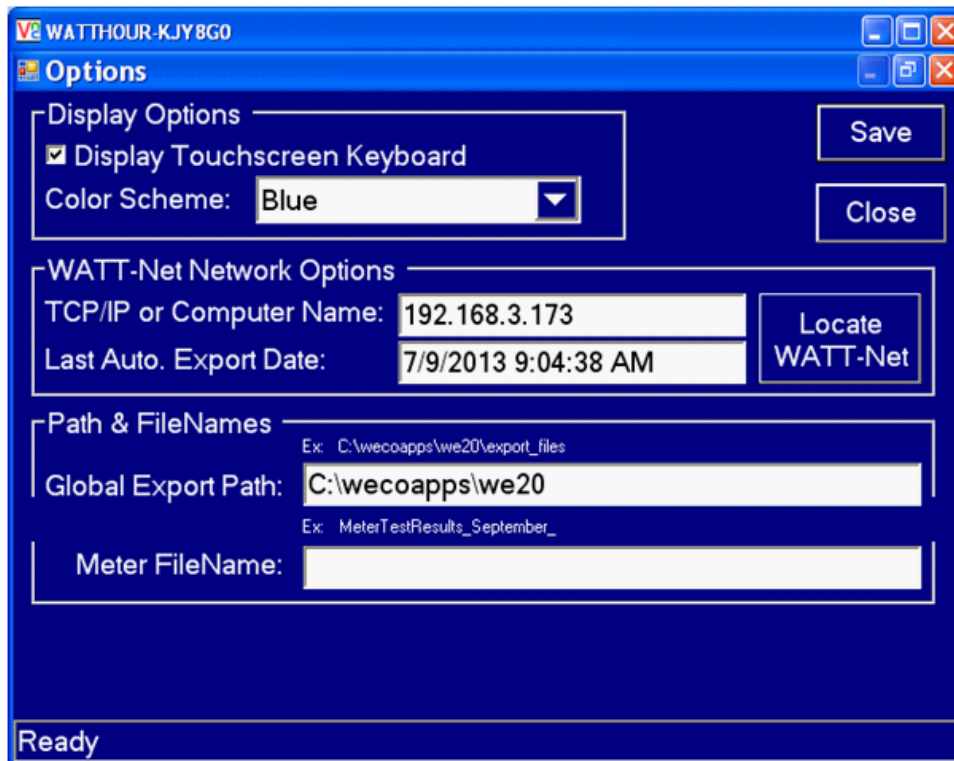 WATTHOUR-KJY8G0
Options
Display Options
Display Touchscreen Keyboard
Color Scheme: Blue
Save
Close
WATT-Net Network Options
TCP/IP or Computer Name: 192.168.3.173
Last Auto. Export Date: 7/9/2013 9:04:38 AM
Locate
WATT-Net
Path & FileNames
Ex: C:\wecoapps\we20\export_files
Global Export Path: C:\wecoapps\we20
Ex: MeterTestResults_September_
Meter FileName:
Ready